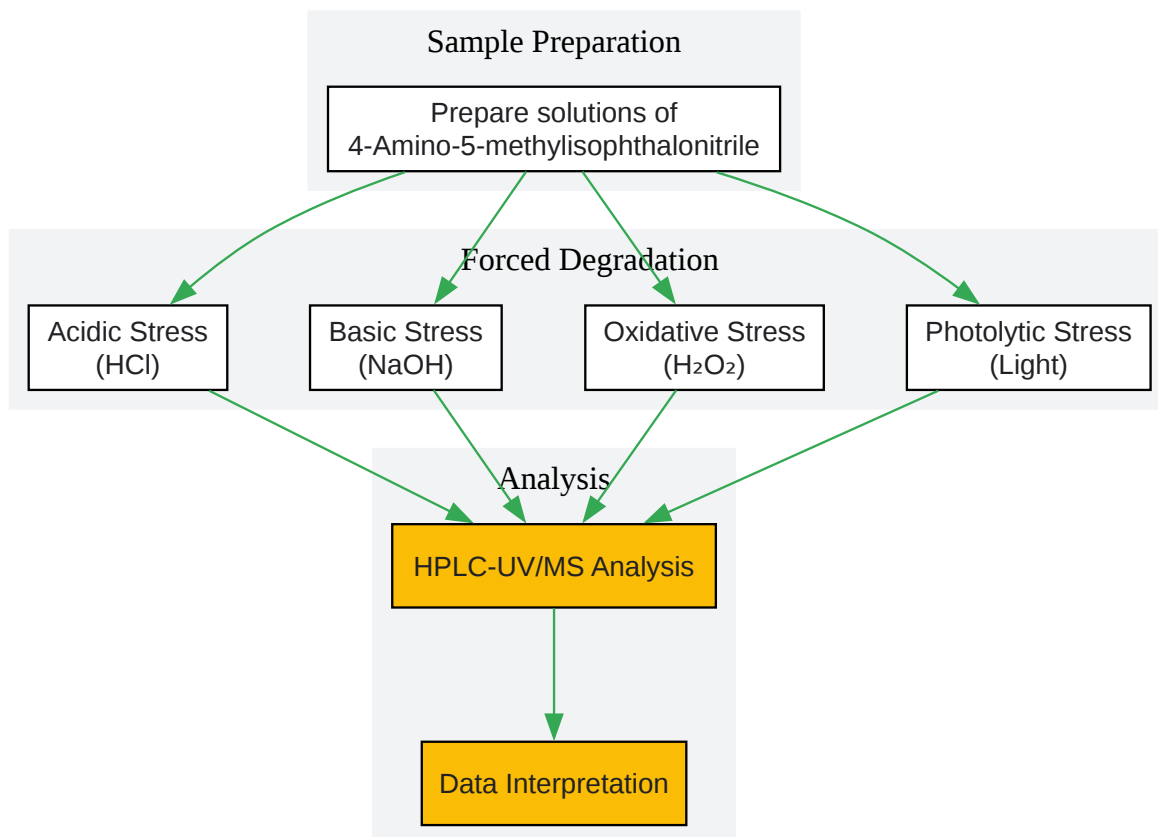 Sample Preparation
Prepare solutions of
4-Amino-5-methylisophthalonitrile
Forced Degradation
Acidic Stress
(HCl)
Basic Stress
(NaOH)
Oxidative Stress
(H₂O₂)
Photolytic Stress
(Light)
Analysis
HPLC-UV/MS Analysis
Data Interpretation